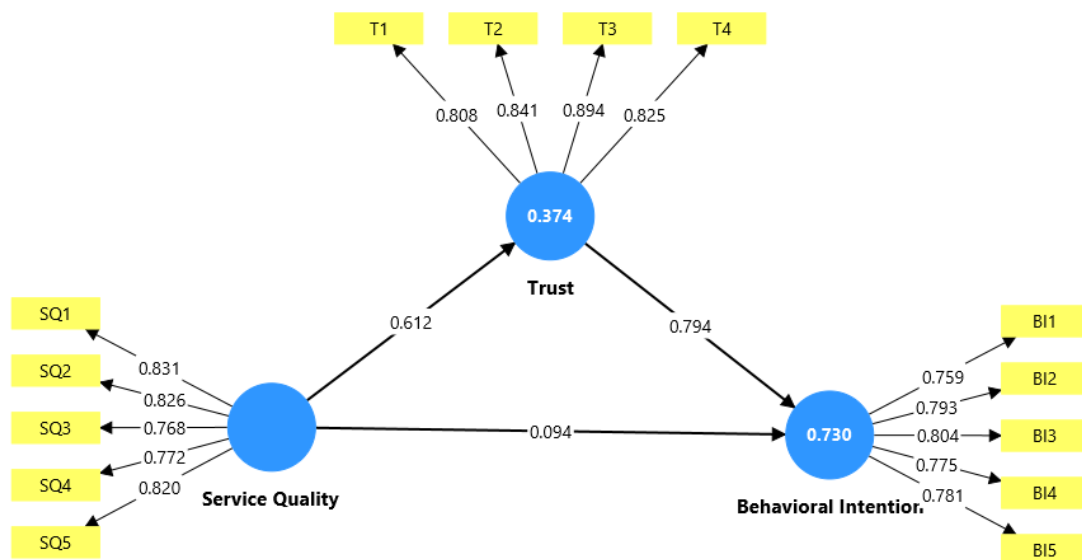 T1 T2 T3 T4
0.808 0.841 0.894 0.825
0.374
Trust
SQ1
SQ2
SQ3
SQ4
SQ5
0.831
0.826
0.768
0.772
0.820
Service Quality
0.612
0.794
0.094
0.730
Behavioral Intention
0.759
0.793
0.804
0.775
0.781
BI1
BI2
BI3
BI4
BI5